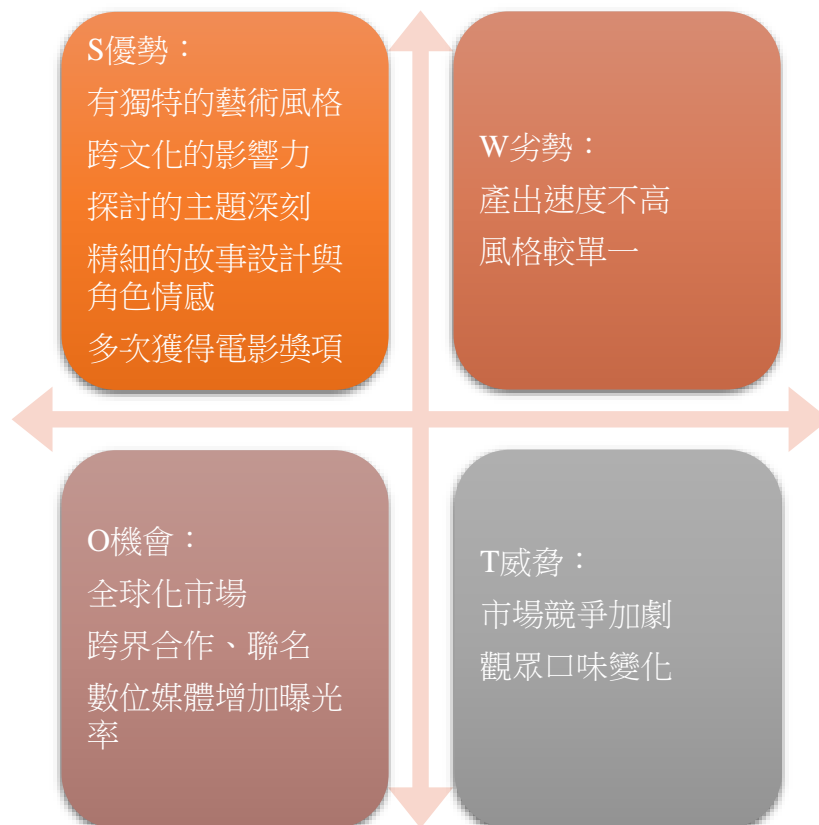 S優勢：
有獨特的藝術風格
跨文化的影響力
探討的主題深刻
精細的故事設計與
角色情感
多次獲得電影獎項
W劣勢：
產出速度不高
風格較單一
O機會：
全球化市場
跨界合作、聯名
數位媒體增加曝光
率
T威脅：
市場競爭加劇
觀眾口味變化